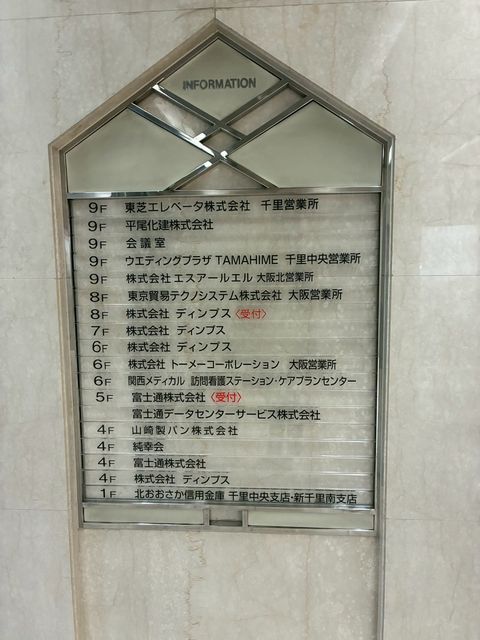 INFORMATION
9F 東芝エレベータ株式会社 千里営業所
9F 平尾化建株式会社
9F 会議室
9F ウエディングプラザ TAMAHIME 千里中央営業所
9F 株式会社 エスアールエル 大阪北営業所
8F 東京貿易テクノシステム株式会社 大阪営業所
8F 株式会社 ディンプス〈受付〉
7F 株式会社 ディンプス
6F 株式会社 ディンプス
6F 株式会社 トーメーコーポレーション 大阪営業所
6F 関西メディカル 訪問看護ステーション・ケアプランセンター
5F 富士通株式会社〈受付〉
富士通データセンターサービス株式会社
4F 山崎製パン株式会社
4F 純幸会
4F 富士通株式会社
4F 株式会社 ディンプス
1F 北おおさか信用金庫 千里中央支店・新千里南支店